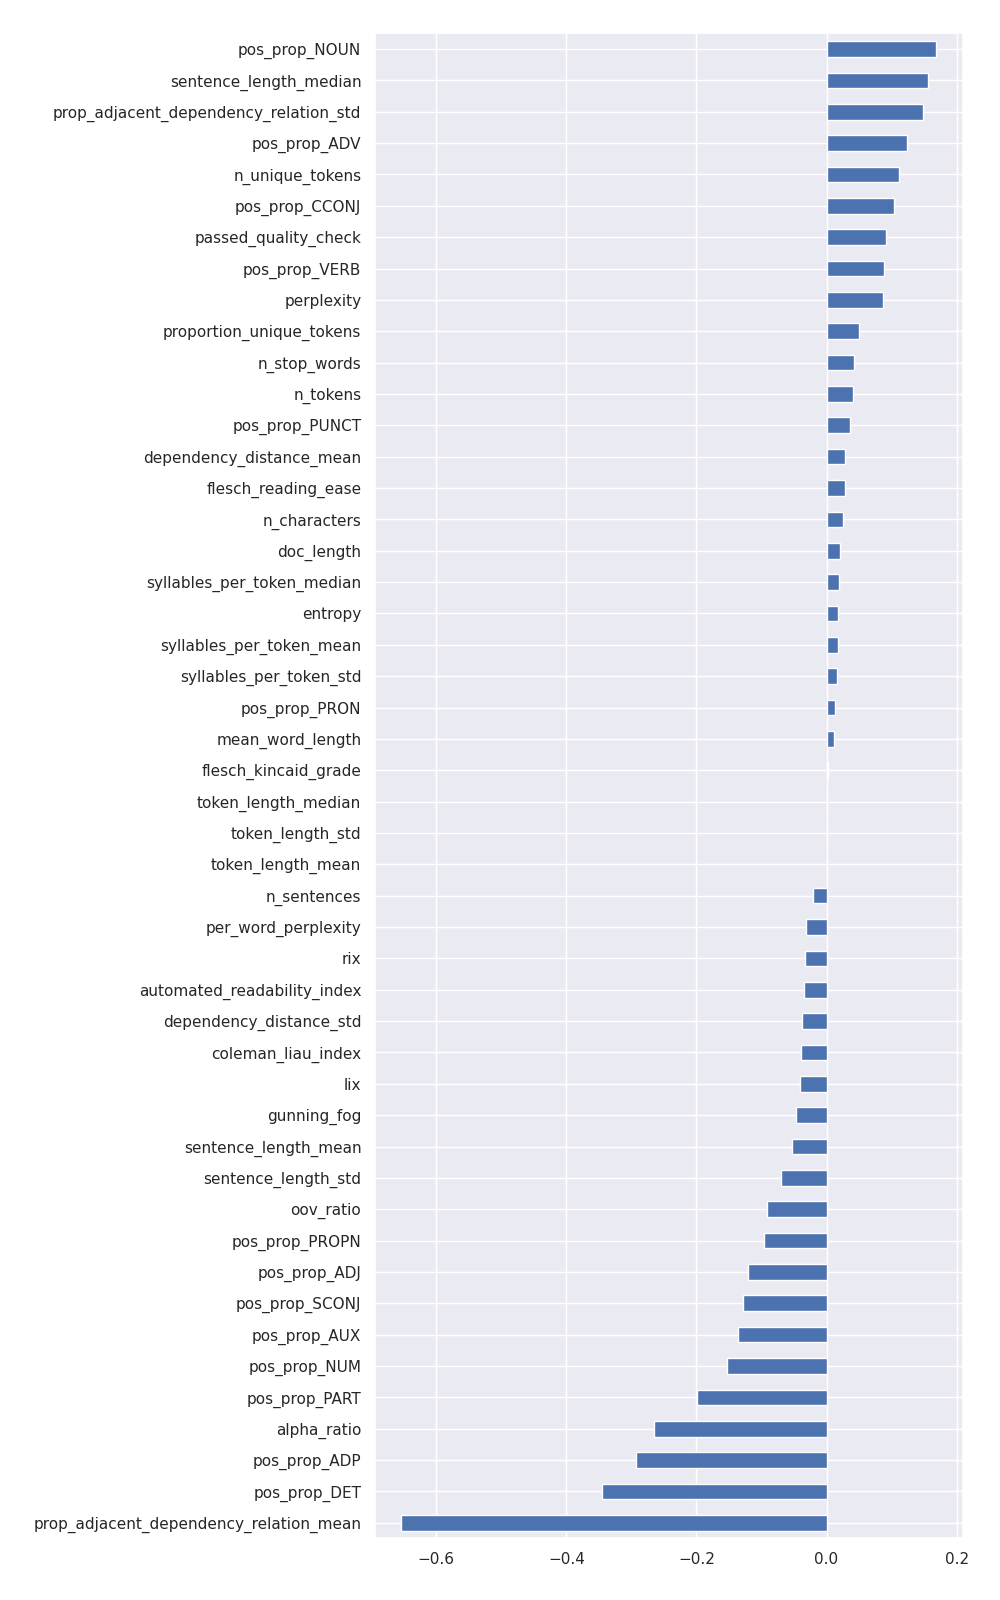 pos_prop_NOUN
sentence_length_median
prop_adjacent_dependency_relation_std
pos_prop_ADV
n_unique_tokens
pos_prop_CCONJ
passed_quality_check
pos_prop_VERB
perplexity
proportion_unique_tokens
n_stop_words
n_tokens
pos_prop_PUNCT
dependency_distance_mean
flesch_reading_ease
n_characters
doc_length
syllables_per_token_median
entropy
syllables_per_token_mean
syllables_per_token_std
pos_prop_PRON
mean_word_length
flesch_kincaid_grade
token_length_median
token_length_std
token_length_mean
n_sentences
per_word_perplexity
rix
automated_readability_index
dependency_distance_std
coleman_liau_index
lix
gunning_fog
sentence_length_mean
sentence_length_std
oov_ratio
pos_prop_PROPN
pos_prop_ADJ
pos_prop_SCONJ
pos_prop_AUX
pos_prop_NUM
pos_prop_PART
alpha_ratio
pos_prop_ADP
pos_prop_DET
prop_adjacent_dependency_relation_mean
−0.6 −0.4 −0.2 0.0 0.2